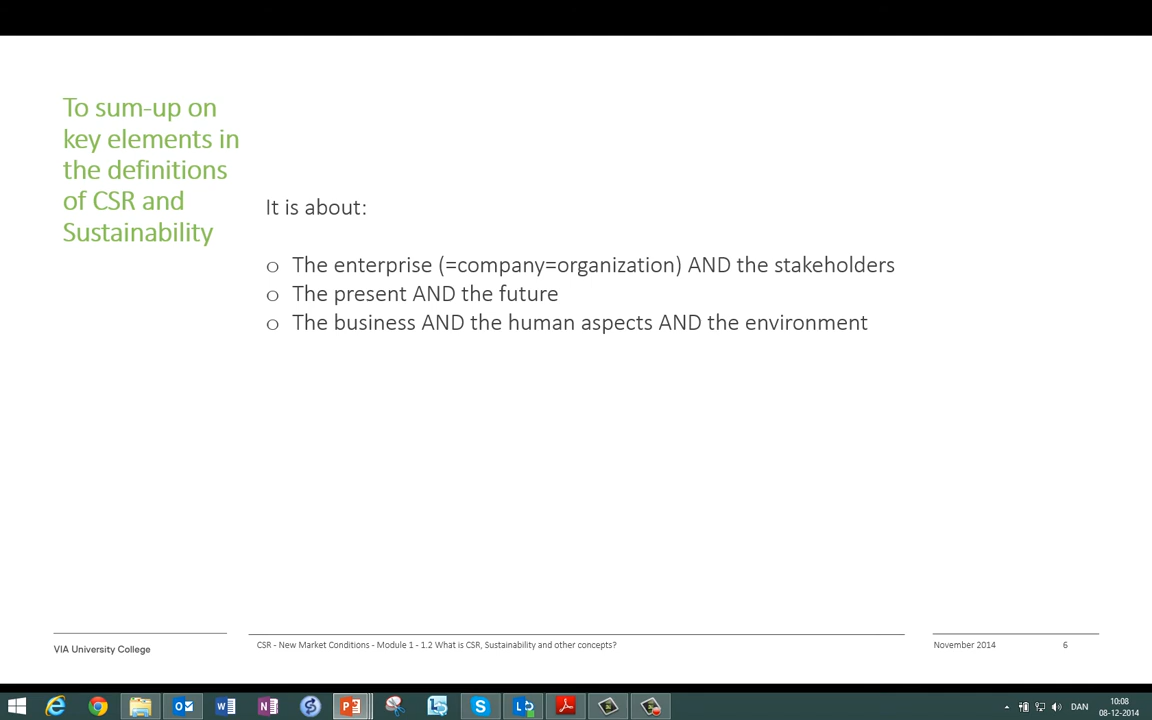 To sum-up on
key elements in
the definitions
of CSR and
Sustainability
It is about:
o The enterprise (=company=organization) AND the stakeholders
o The present AND the future
o The business AND the human aspects AND the environment
VIA University College
CSR - New Market Conditions - Module 1 - 1.2 What is CSR, Sustainability and other concepts?
November 2014
6
DAN
10:08
08-12-2014